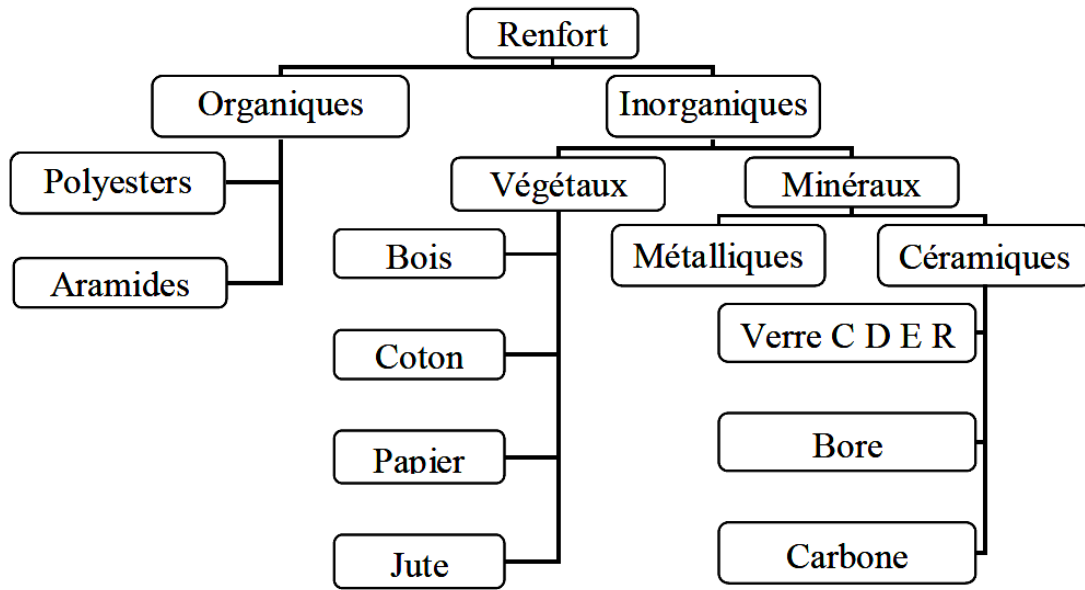 Renfort
Organiques
Inorganiques
Polyesters
Aramides
Végétaux
Minéraux
Bois
Coton
Papier
Jute
Métalliques
Céramiques
Verre C D E R
Bore
Carbone